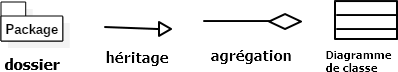 Package
dossier
héritage
agrégation
Diagramme
de classe